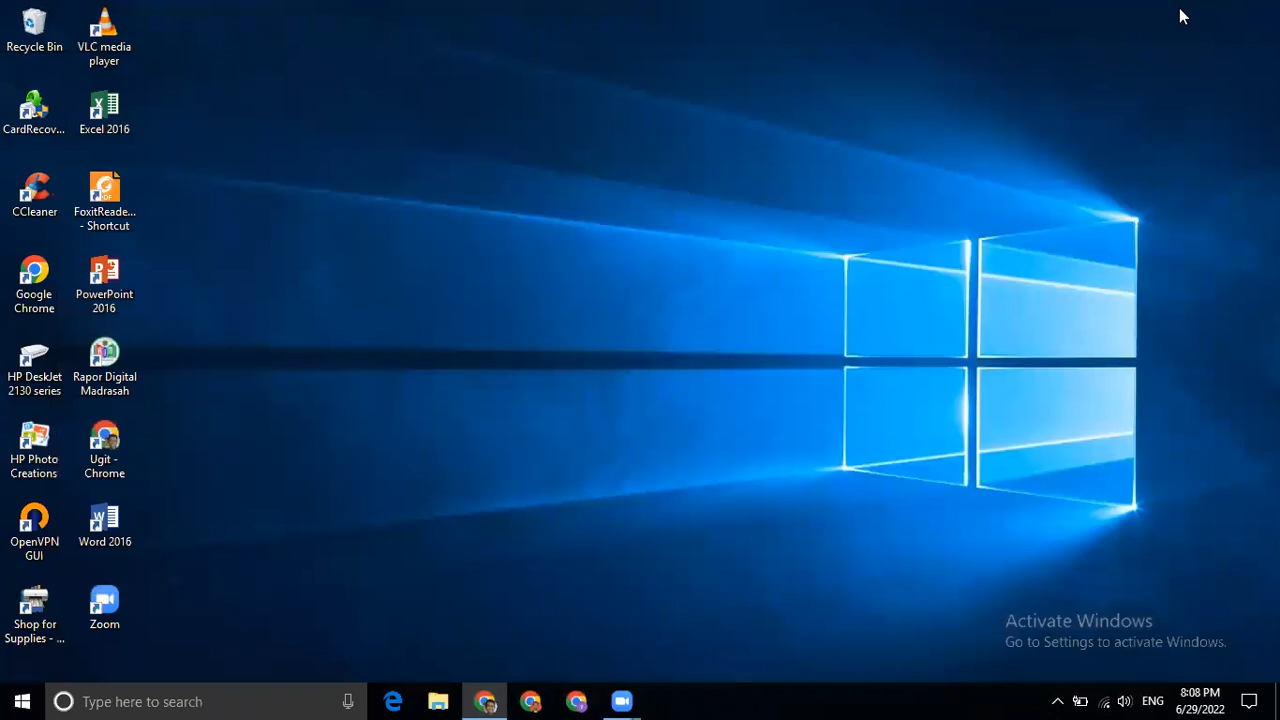 Recycle Bin
VLC media
player
CardRecov...
Excel 2016
CCleaner
FoxitReade...
- Shortcut
PDF
Google
Chrome
PowerPoint
2016
HP DeskJet
2130 series
Rapor Digital
Madrasah
HP Photo
Creations
Ugit -
Chrome
OpenVPN
GUI
Word 2016
Shop for
Supplies - ...
Zoom
Activate Windows
Go to Settings to activate Windows.
Type here to search
ENG
8:08 PM
6/29/2022